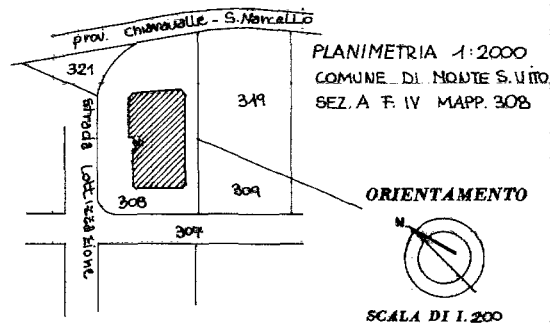 prov. Chiaravalle - S. Marcello
321
PLANIMETRIA 1:2000
COMUNE DI MONTE S. VITO
SEZ. A F. IV MAPP. 308
319
strada lottizzazione
308
309
309
ORIENTAMENTO
N.
SCALA DI 1.200